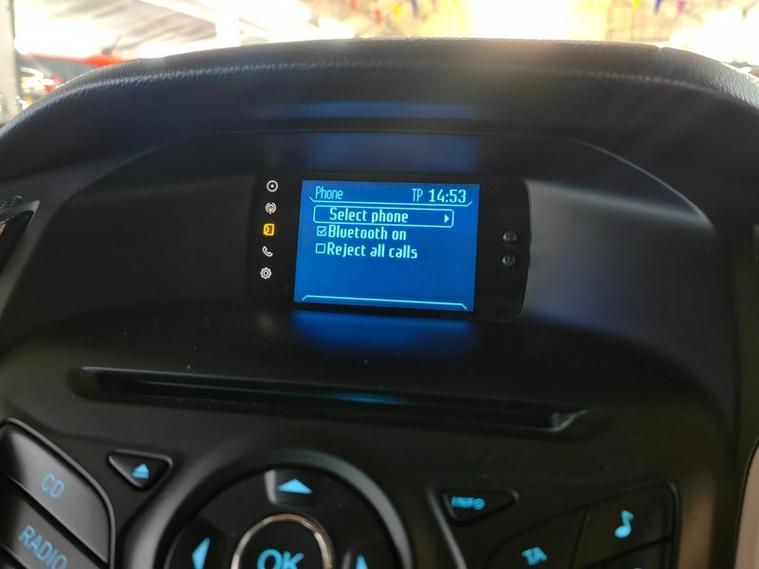 Phone TP 14:53
Select phone
Bluetooth on
Reject all calls
CD
RADIO
OK
INFO
TA